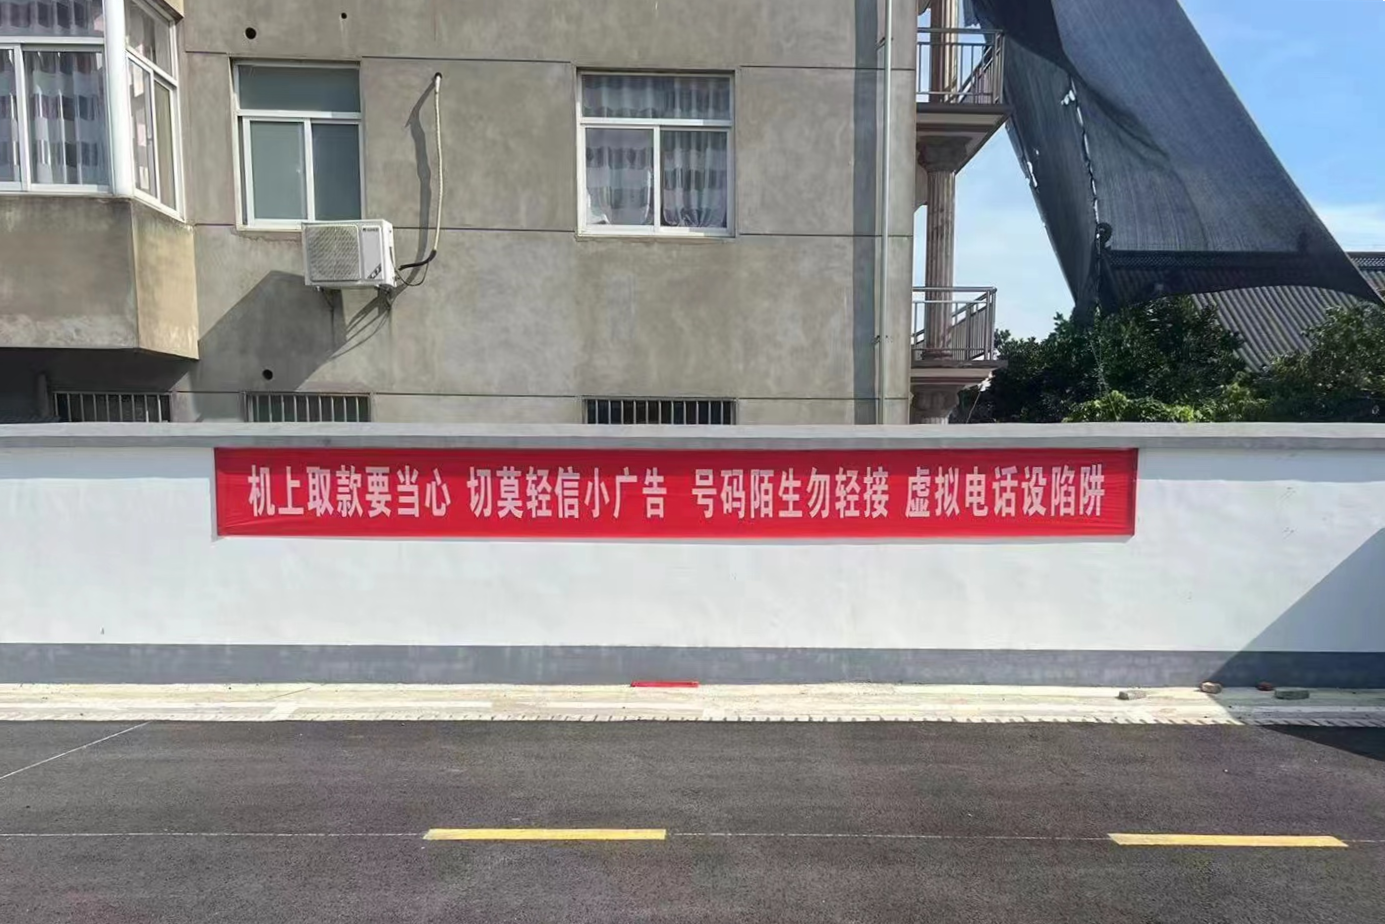 机上取款要当心 切莫轻信小广告 号码陌生勿轻接 虚拟电话设陷阱